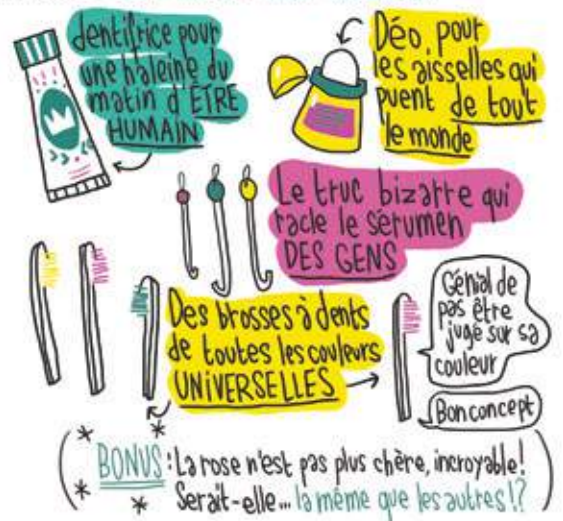 dentifrice pour
une haleine du
matin d'ÊTRE
HUMAIN
Déo, pour
les aisselles qui
puent de tout
le monde
Le truc bizarre qui
racle le sérumen
DES GENS
Des brosses à dents
de toutes les couleurs
UNIVERSELLES
Génial de
pas être
jugé sur sa
couleur
Bon concept
( BONUS : La rose n'est pas plus chère, incroyable!
Serait-elle... la même que les autres!? )